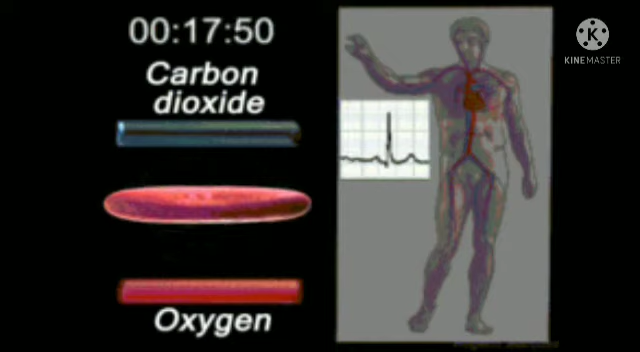 00:17:50
Carbon
dioxide
Oxygen
K
KINEMASTER